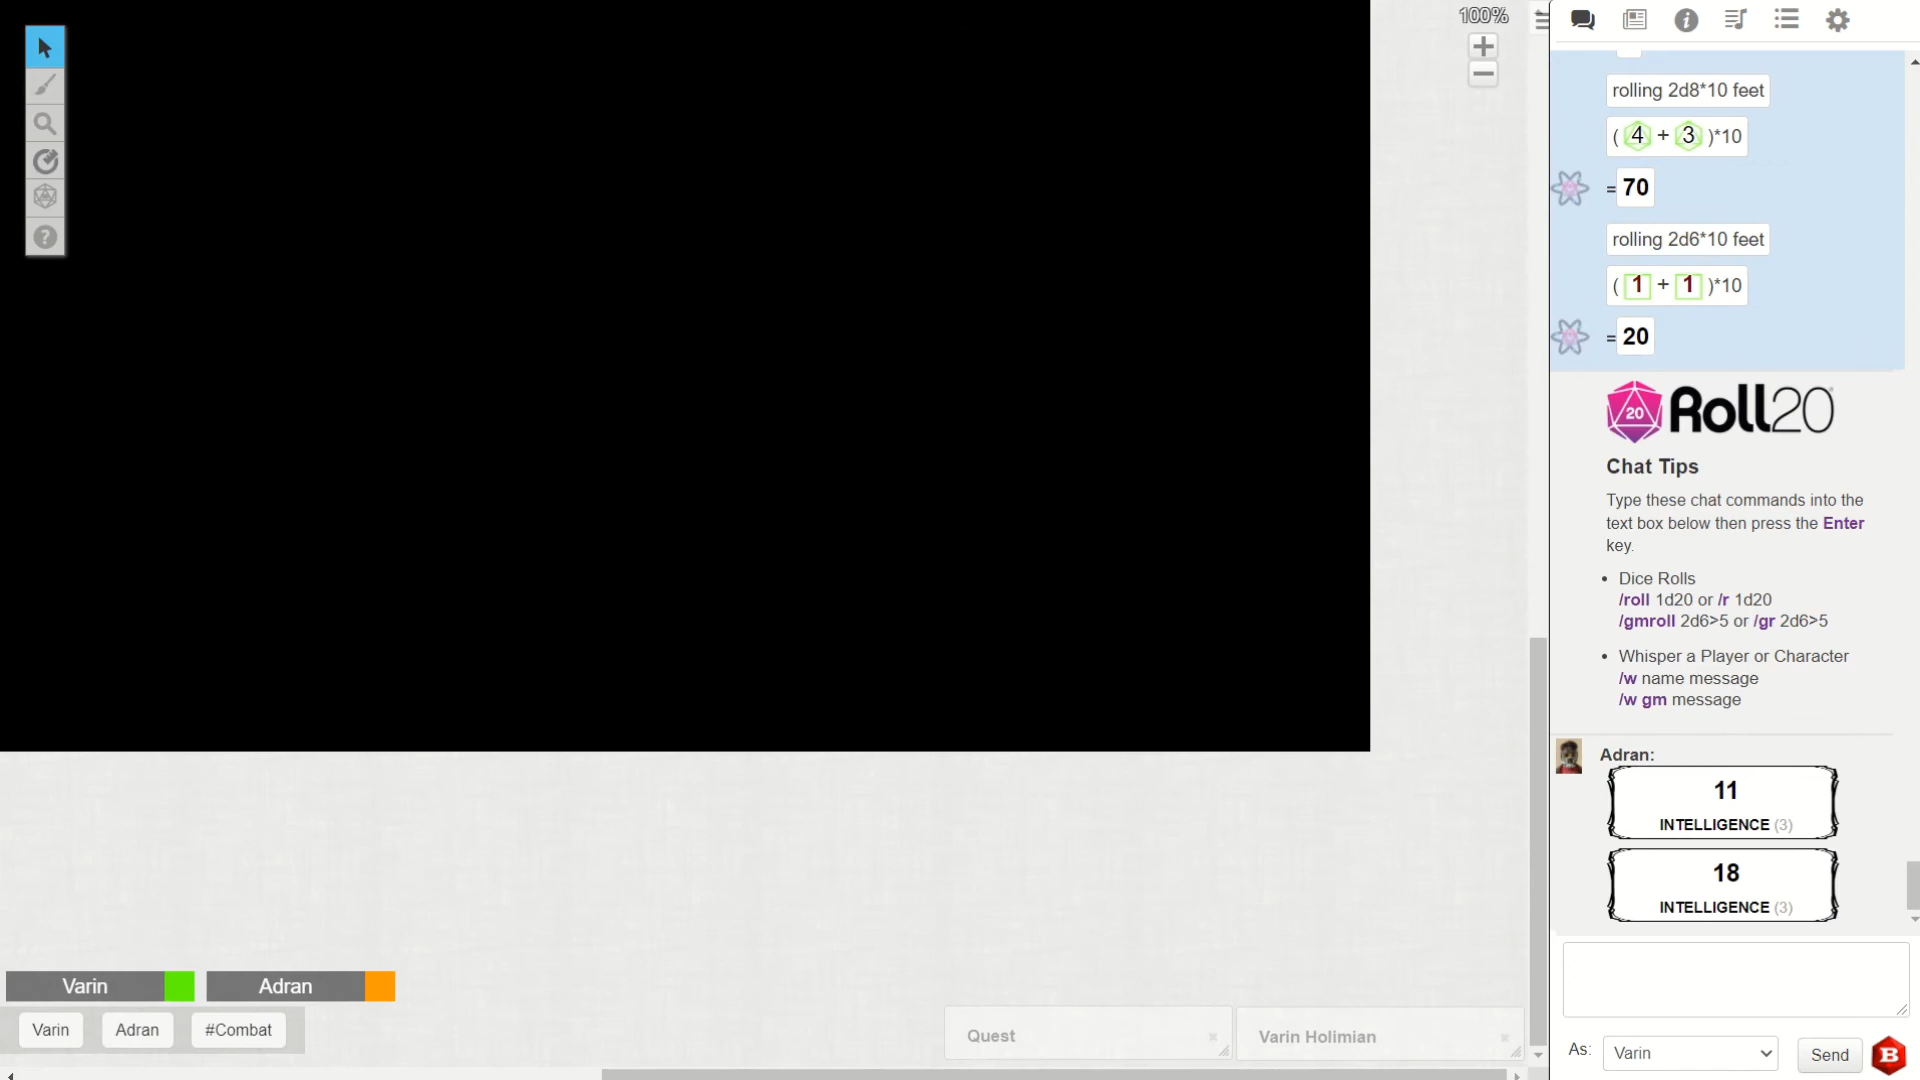 100%
rolling 2d8*10 feet
( 4 + 3 )*10
= 70
rolling 2d6*10 feet
( 1 + 1 )*10
= 20
20 Roll20
Chat Tips
Type these chat commands into the
text box below then press the Enter
key.
• Dice Rolls
/roll 1d20 or /r 1d20
/gmroll 2d6>5 or /gr 2d6>5
• Whisper a Player or Character
/w name message
/w gm message
Adran:
11
INTELLIGENCE (3)
18
INTELLIGENCE (3)
Varin
Adran
Varin
Adran
#Combat
Quest
Varin Holimian
As:
Varin
Send
B